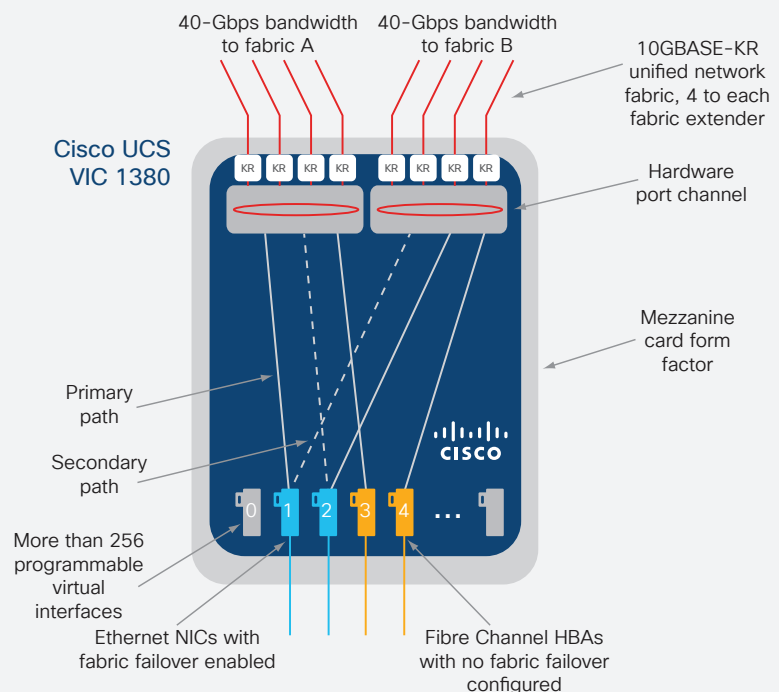 40-Gbps bandwidth
to fabric A
40-Gbps bandwidth
to fabric B
10GBASE-KR
unified network
fabric, 4 to each
fabric extender
Cisco UCS
VIC 1380
KR KR KR KR KR KR KR KR
Hardware
port channel
Mezzanine
card form
factor
Primary
path
Secondary
path
CISCO
0 1 2 3 4 ...
More than 256
programmable
virtual
interfaces
Ethernet NICs with
fabric failover enabled
Fibre Channel HBAs
with no fabric failover
configured